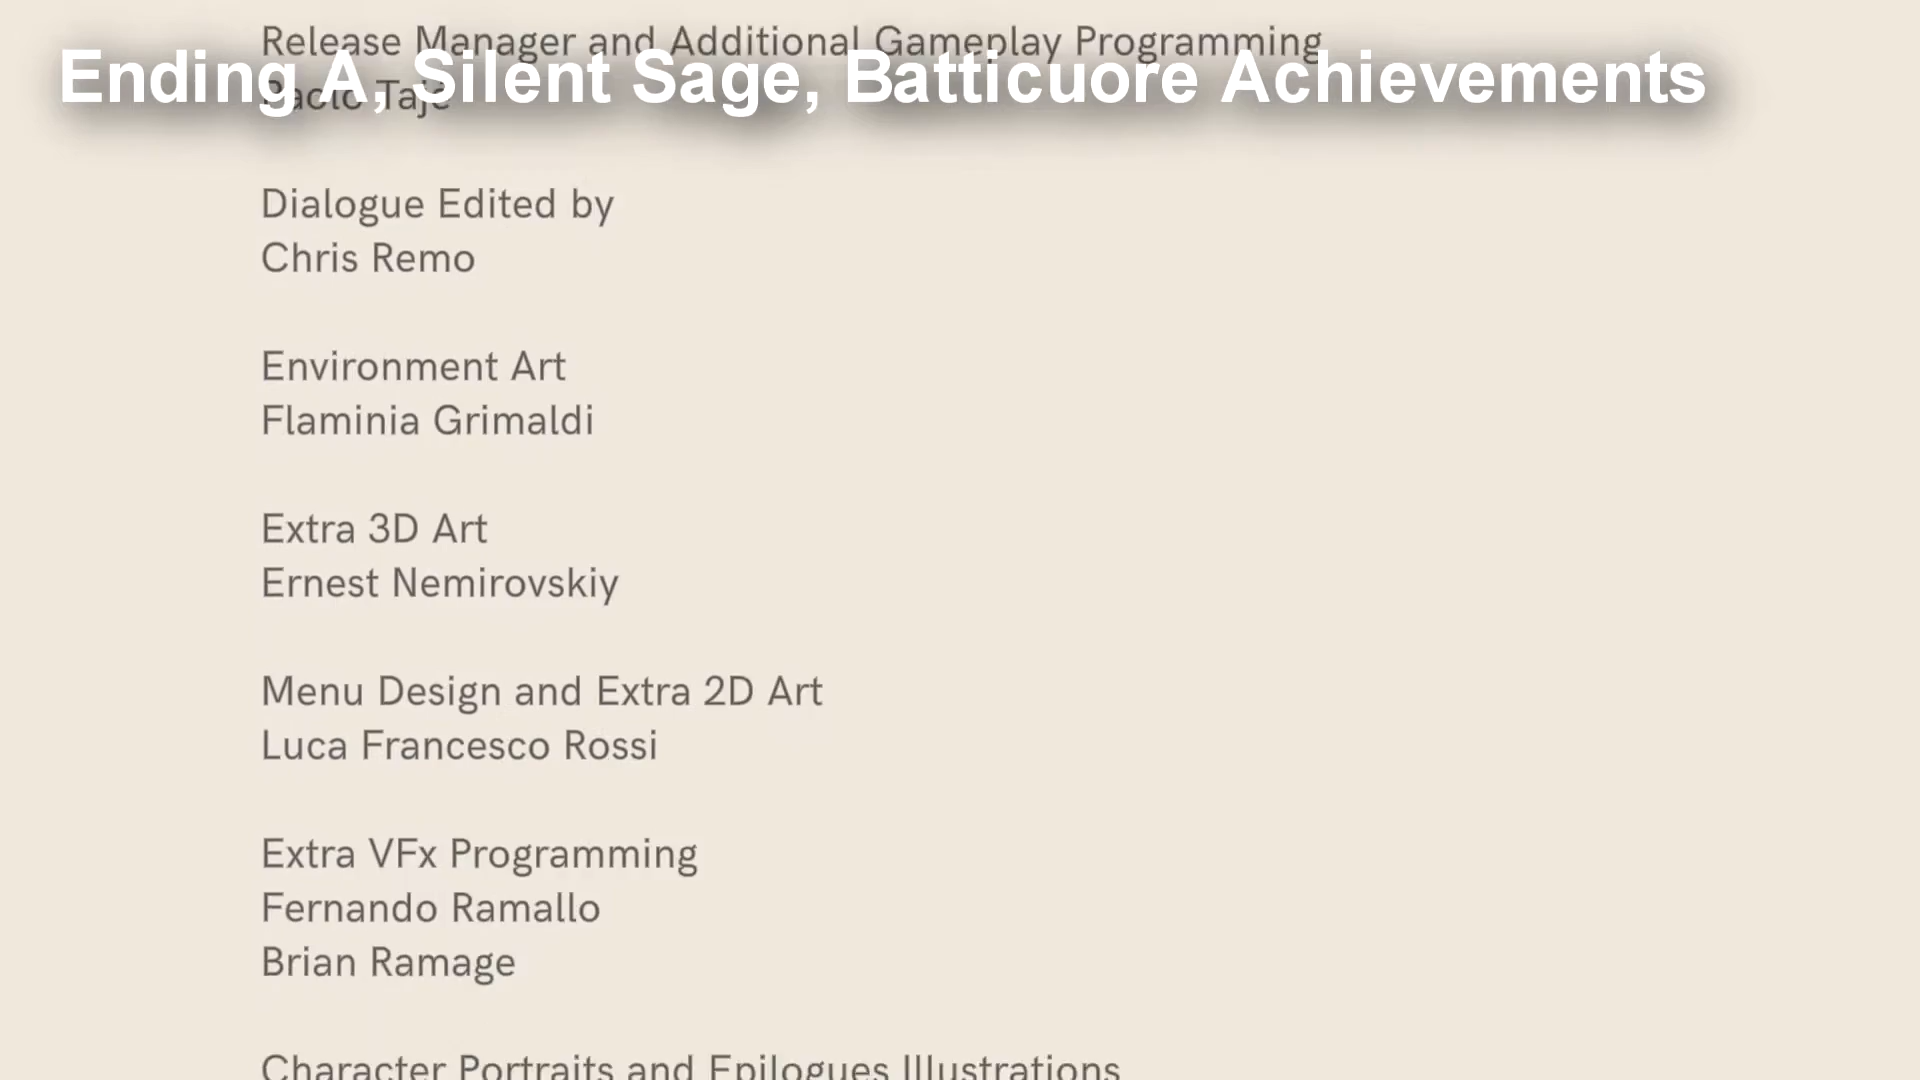 Release Manager and Additional Gameplay Programming
Ending A, Silent Sage, Batticuore Achievements
Paolo Tajè
Dialogue Edited by
Chris Remo
Environment Art
Flaminia Grimaldi
Extra 3D Art
Ernest Nemirovskiy
Menu Design and Extra 2D Art
Luca Francesco Rossi
Extra VFx Programming
Fernando Ramallo
Brian Ramage
Character Portraits and Epilogues Illustrations